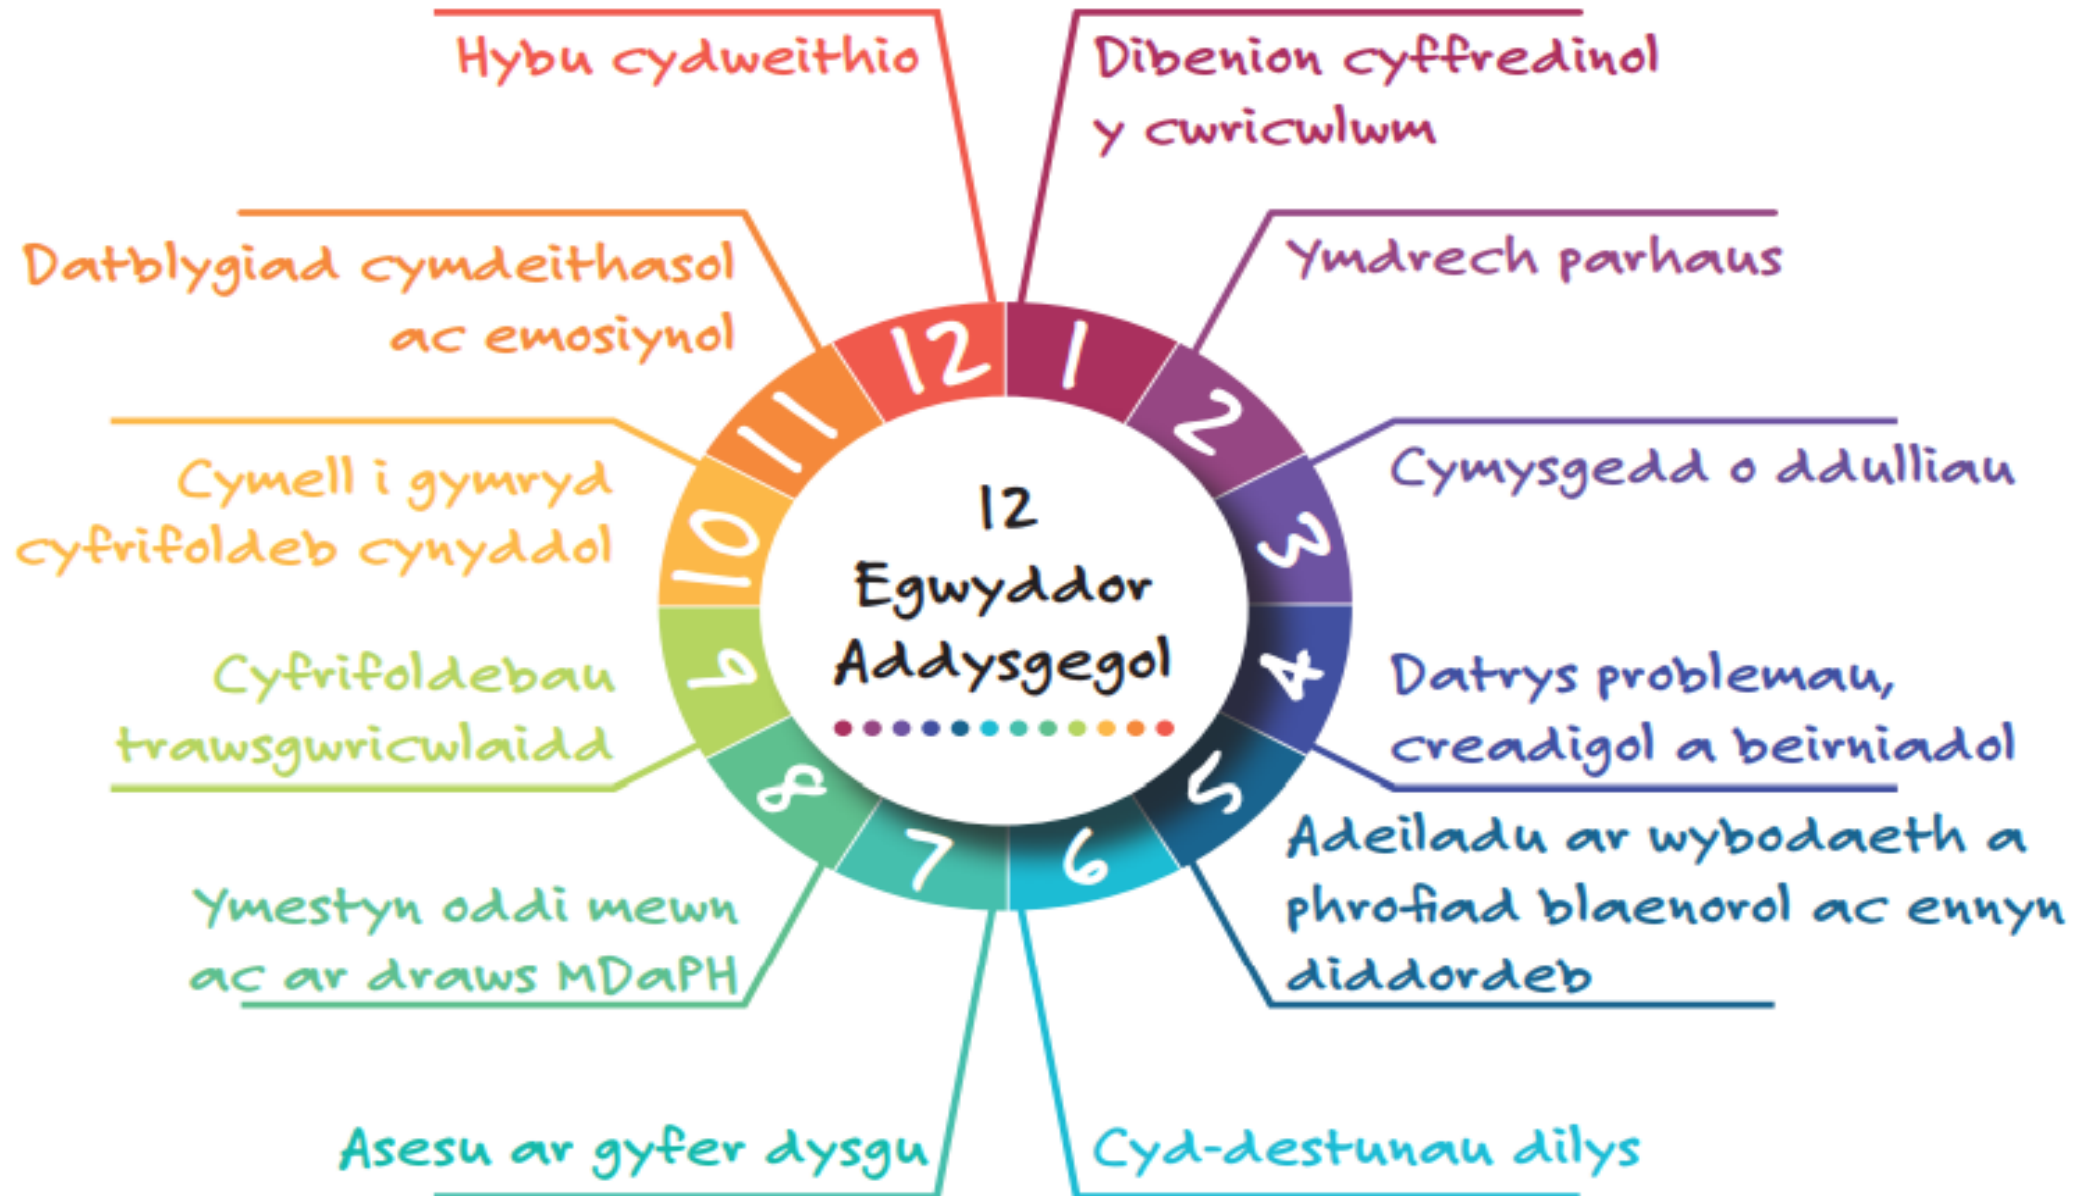 12
Egwyddor
Addysgegol
1
Dibenion cyffredinol
y cwricwlwm
2
Ymdrech parhaus
3
Cymysgedd o ddulliau
4
Datrys problemau,
creadigol a beirniadol
5
Adeiladu ar wybodaeth a
phrofiad blaenorol ac ennyn
diddordeb
6
Cyd-destunau dilys
7
Asesu ar gyfer dysgu
8
Ymestyn oddi mewn
ac ar draws MDaPH
9
Cyfrifoldebau
trawsgwricwlaidd
10
Cymell i gymryd
cyfrifoldeb cynyddol
11
Datblygiad cymdeithasol
ac emosiynol
12
Hybu cydweithio